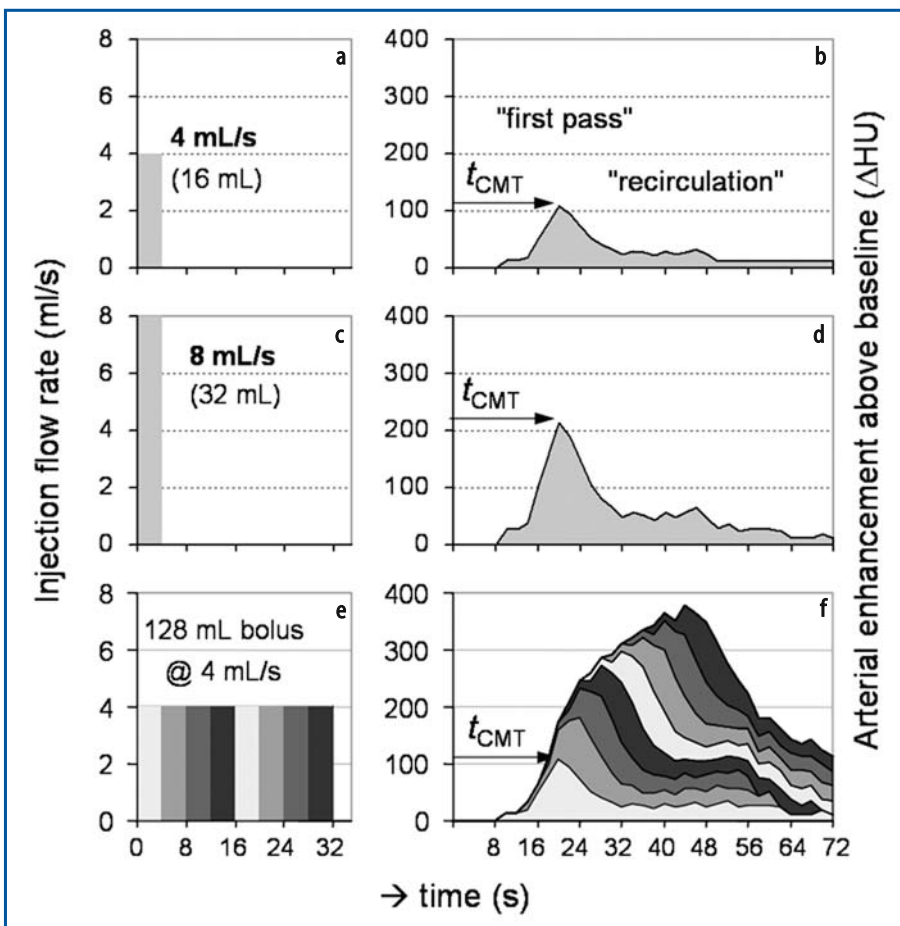 Injection flow rate (ml/s)
8
6
4
2
0
a
4 mL/s
(16 mL)
400
300
200
100
0
b
"first pass"
tCMT
"recirculation"
8
6
4
2
0
c
8 mL/s
(32 mL)
400
300
200
100
0
d
tCMT
8
6
4
2
0
e
128 mL bolus
@ 4 mL/s
0 8 16 24 32
400
300
200
100
0
f
tCMT
8 16 24 32 40 48 56 64 72
→ time (s)
Arterial enhancement above baseline (ΔHU)